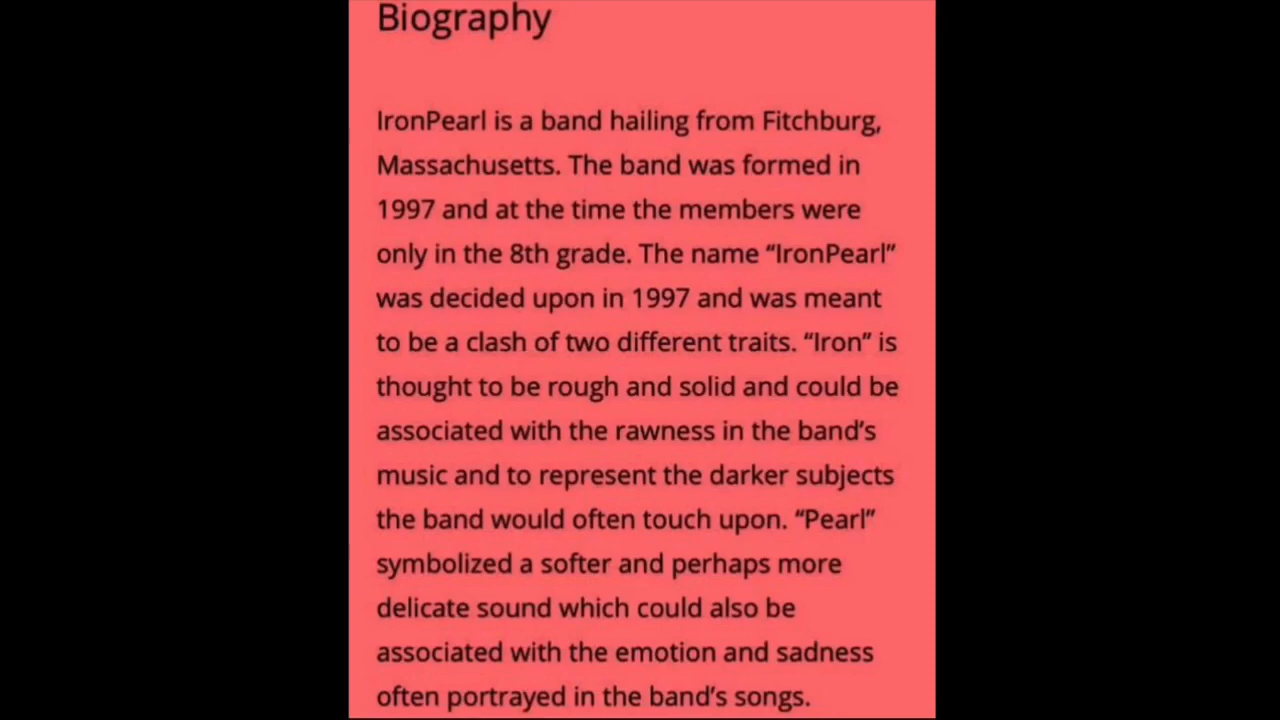 Biography
IronPearl is a band hailing from Fitchburg,
Massachusetts. The band was formed in
1997 and at the time the members were
only in the 8th grade. The name “IronPearl”
was decided upon in 1997 and was meant
to be a clash of two different traits. “Iron” is
thought to be rough and solid and could be
associated with the rawness in the band’s
music and to represent the darker subjects
the band would often touch upon. “Pearl”
symbolized a softer and perhaps more
delicate sound which could also be
associated with the emotion and sadness
often portrayed in the band’s songs.